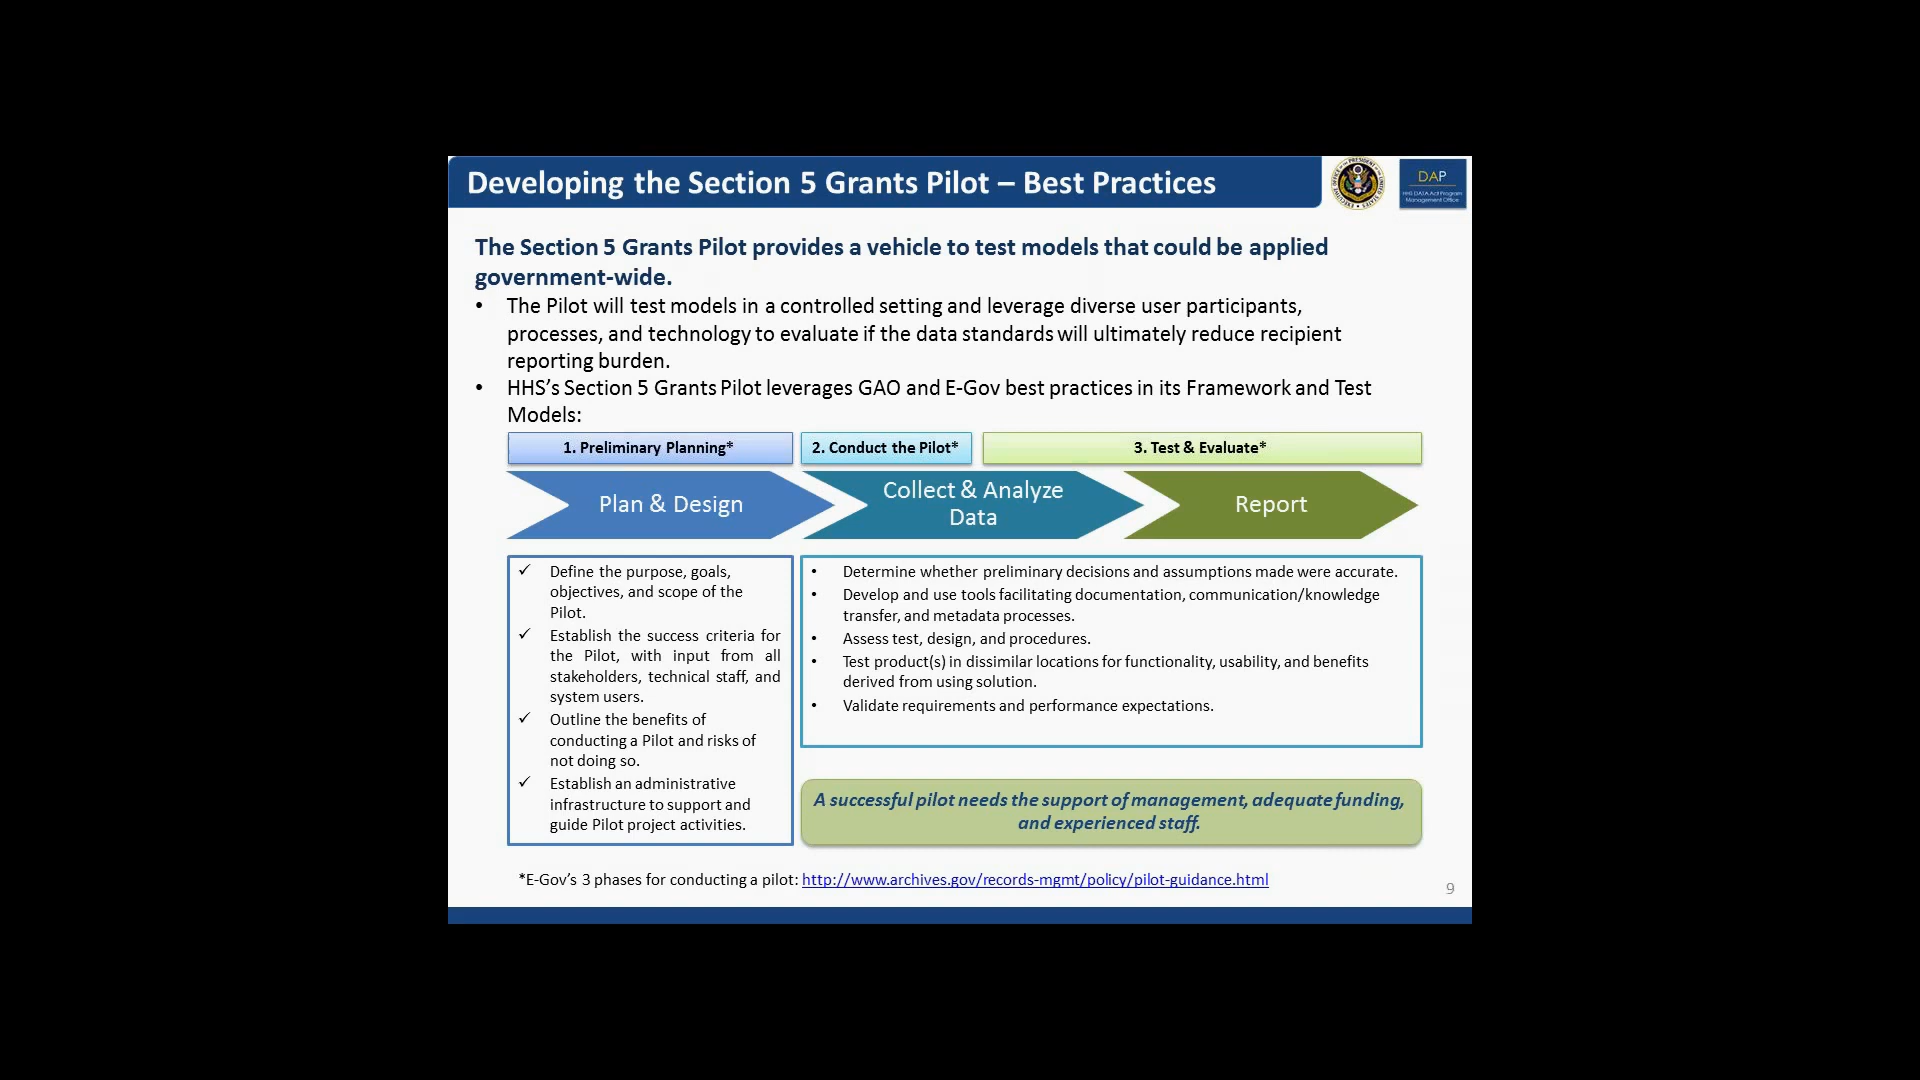 Developing the Section 5 Grants Pilot – Best Practices
DAP
HHS DATA Act Program
Management Office
The Section 5 Grants Pilot provides a vehicle to test models that could be applied
government-wide.
• The Pilot will test models in a controlled setting and leverage diverse user participants,
processes, and technology to evaluate if the data standards will ultimately reduce recipient
reporting burden.
• HHS’s Section 5 Grants Pilot leverages GAO and E-Gov best practices in its Framework and Test
Models:
1. Preliminary Planning*
2. Conduct the Pilot*
3. Test & Evaluate*
Plan & Design
Collect & Analyze
Data
Report
✓ Define the purpose, goals,
objectives, and scope of the
Pilot.
✓ Establish the success criteria for
the Pilot, with input from all
stakeholders, technical staff, and
system users.
✓ Outline the benefits of
conducting a Pilot and risks of
not doing so.
✓ Establish an administrative
infrastructure to support and
guide Pilot project activities.
• Determine whether preliminary decisions and assumptions made were accurate.
• Develop and use tools facilitating documentation, communication/knowledge
transfer, and metadata processes.
• Assess test, design, and procedures.
• Test product(s) in dissimilar locations for functionality, usability, and benefits
derived from using solution.
• Validate requirements and performance expectations.
A successful pilot needs the support of management, adequate funding,
and experienced staff.
*E-Gov’s 3 phases for conducting a pilot: http://www.archives.gov/records-mgmt/policy/pilot-guidance.html
9